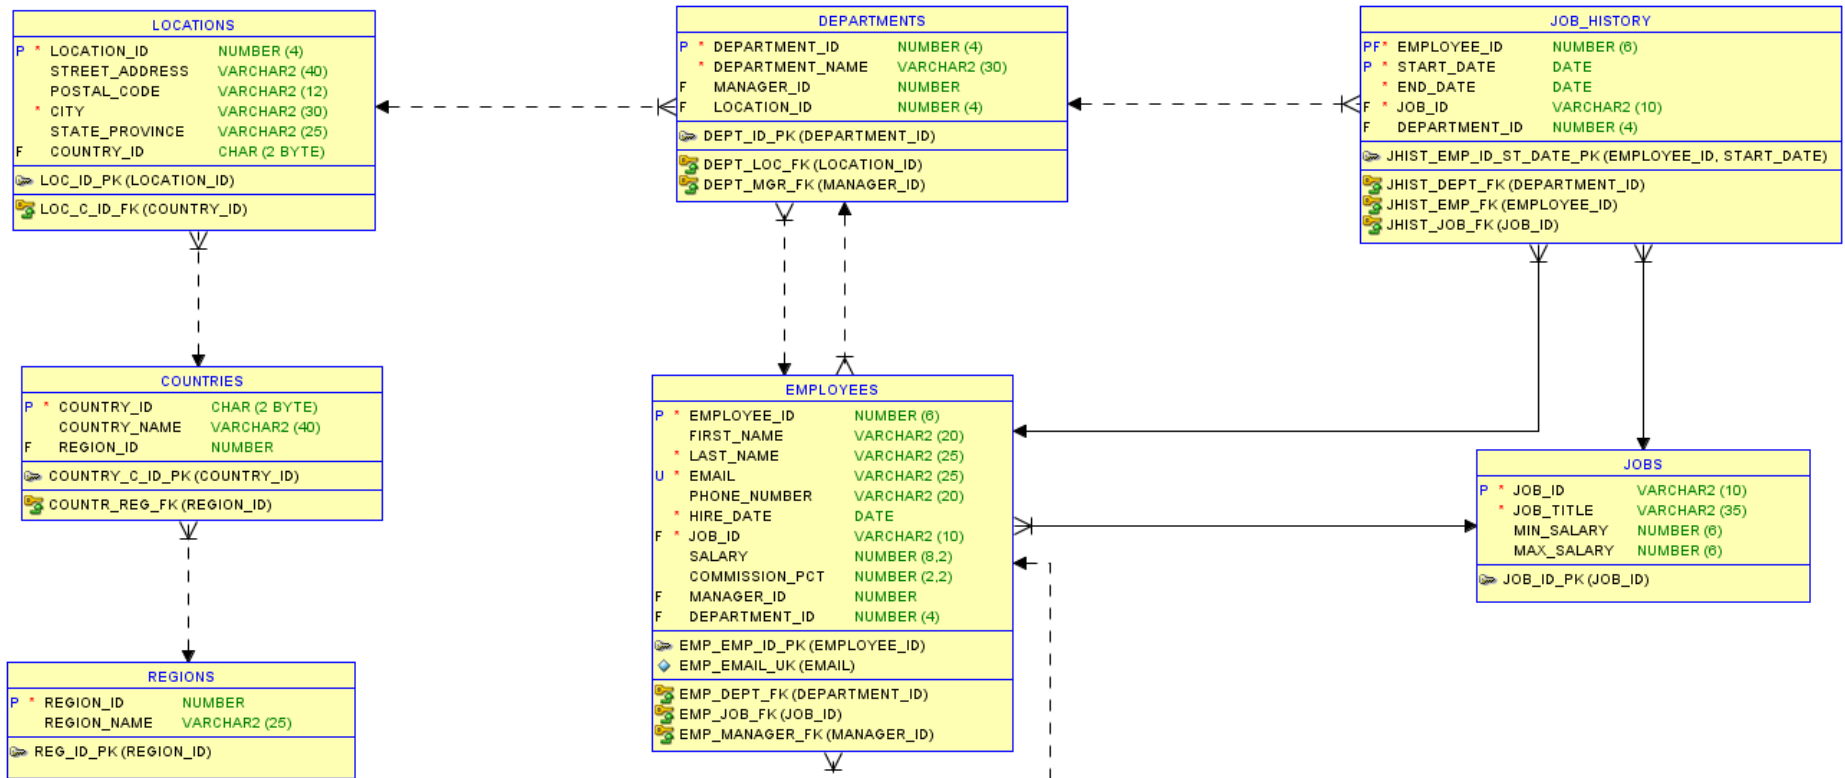 LOCATIONS
P * LOCATION_ID NUMBER (4)
STREET_ADDRESS VARCHAR2 (40)
POSTAL_CODE VARCHAR2 (12)
* CITY VARCHAR2 (30)
STATE_PROVINCE VARCHAR2 (25)
F COUNTRY_ID CHAR (2 BYTE)
LOC_ID_PK (LOCATION_ID)
LOC_C_ID_FK (COUNTRY_ID)
DEPARTMENTS
P * DEPARTMENT_ID NUMBER (4)
* DEPARTMENT_NAME VARCHAR2 (30)
F MANAGER_ID NUMBER
F LOCATION_ID NUMBER (4)
DEPT_ID_PK (DEPARTMENT_ID)
DEPT_LOC_FK (LOCATION_ID)
DEPT_MGR_FK (MANAGER_ID)
JOB_HISTORY
PF* EMPLOYEE_ID NUMBER (6)
P * START_DATE DATE
* END_DATE DATE
F * JOB_ID VARCHAR2 (10)
F DEPARTMENT_ID NUMBER (4)
JHIST_EMP_ID_ST_DATE_PK (EMPLOYEE_ID, START_DATE)
JHIST_DEPT_FK (DEPARTMENT_ID)
JHIST_EMP_FK (EMPLOYEE_ID)
JHIST_JOB_FK (JOB_ID)
COUNTRIES
P * COUNTRY_ID CHAR (2 BYTE)
COUNTRY_NAME VARCHAR2 (40)
F REGION_ID NUMBER
COUNTRY_C_ID_PK (COUNTRY_ID)
COUNTR_REG_FK (REGION_ID)
EMPLOYEES
P * EMPLOYEE_ID NUMBER (6)
FIRST_NAME VARCHAR2 (20)
* LAST_NAME VARCHAR2 (25)
U * EMAIL VARCHAR2 (25)
PHONE_NUMBER VARCHAR2 (20)
* HIRE_DATE DATE
F * JOB_ID VARCHAR2 (10)
SALARY NUMBER (8,2)
COMMISSION_PCT NUMBER (2,2)
F MANAGER_ID NUMBER
F DEPARTMENT_ID NUMBER (4)
EMP_EMP_ID_PK (EMPLOYEE_ID)
EMP_EMAIL_UK (EMAIL)
EMP_DEPT_FK (DEPARTMENT_ID)
EMP_JOB_FK (JOB_ID)
EMP_MANAGER_FK (MANAGER_ID)
JOBS
P * JOB_ID VARCHAR2 (10)
* JOB_TITLE VARCHAR2 (35)
MIN_SALARY NUMBER (6)
MAX_SALARY NUMBER (6)
JOB_ID_PK (JOB_ID)
REGIONS
P * REGION_ID NUMBER
REGION_NAME VARCHAR2 (25)
REG_ID_PK (REGION_ID)